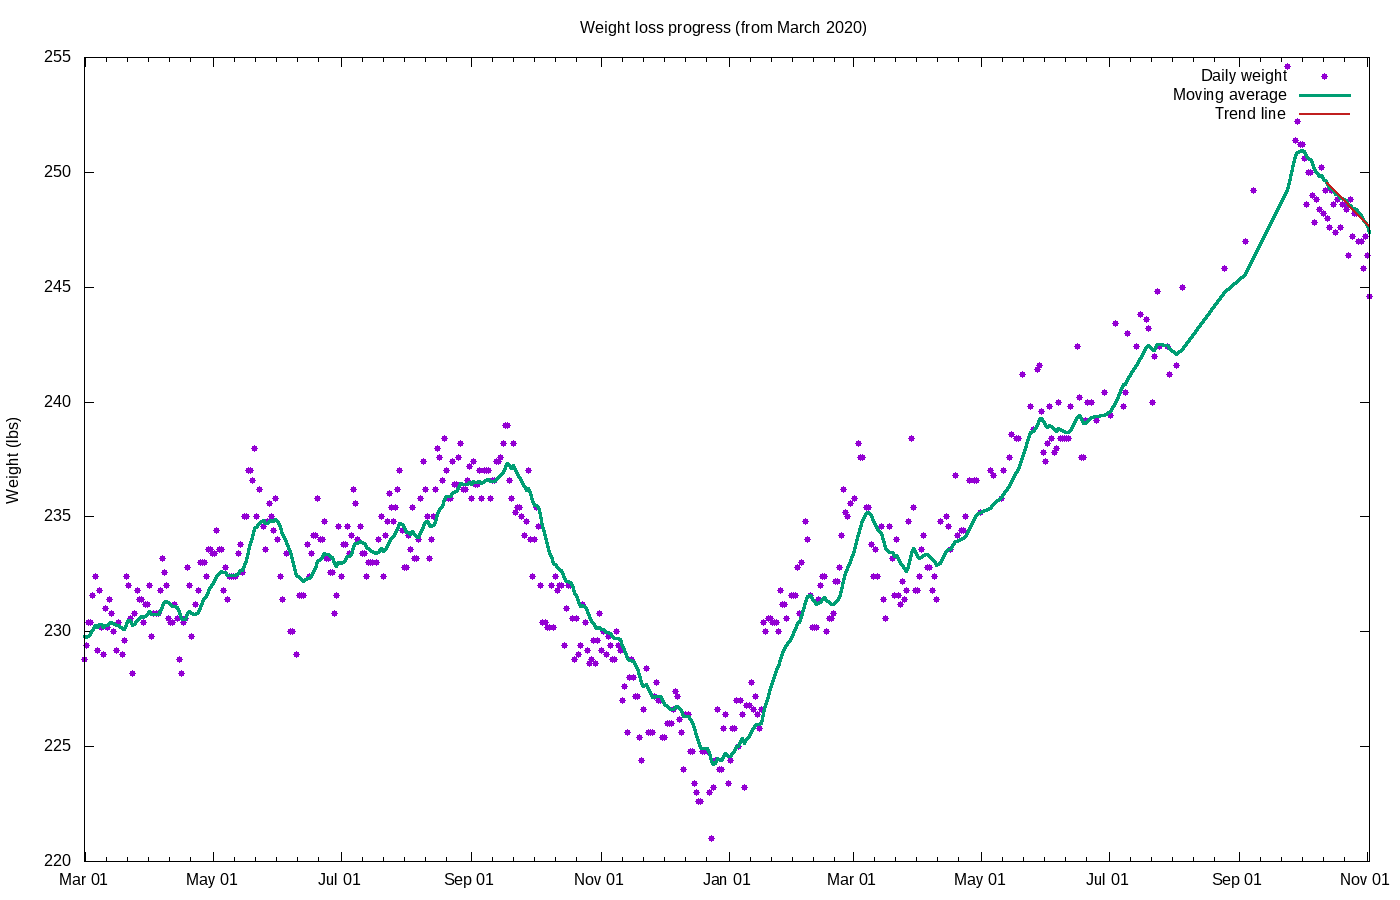 Weight loss progress (from March 2020)
255
250
245
240
235
230
225
220
Weight (lbs)
Daily weight
Moving average
Trend line
Mar 01 May 01 Jul 01 Sep 01 Nov 01 Jan 01 Mar 01 May 01 Jul 01 Sep 01 Nov 01